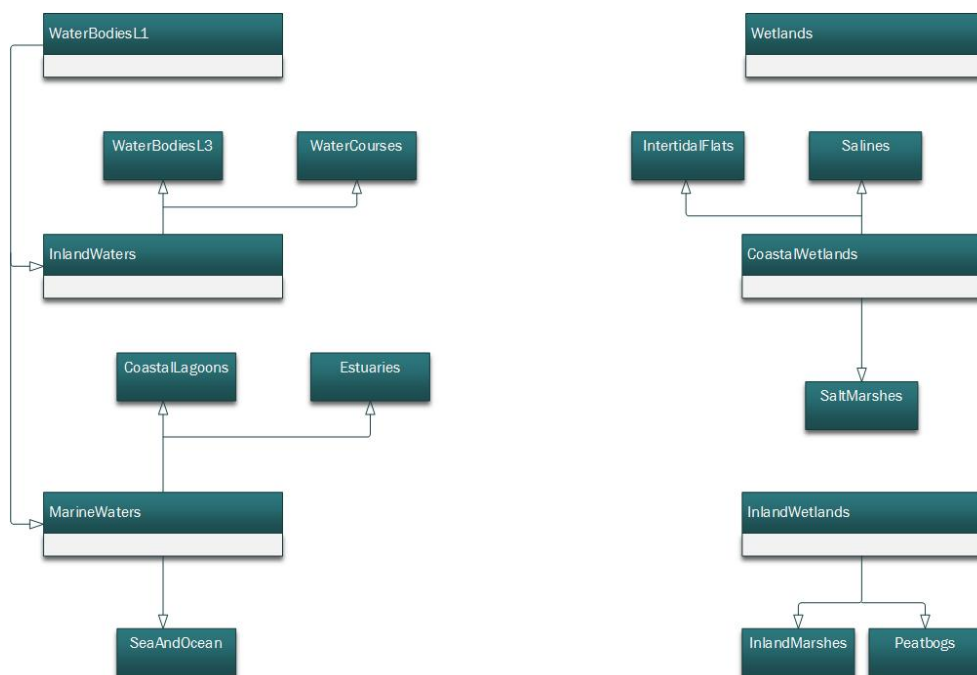 WaterBodiesL1
Wetlands
WaterBodiesL3
WaterCourses
IntertidalFlats
Salines
InlandWaters
CoastalWetlands
CoastalLagoons
Estuaries
SaltMarshes
MarineWaters
InlandWetlands
SeaAndOcean
InlandMarshes
Peatbogs